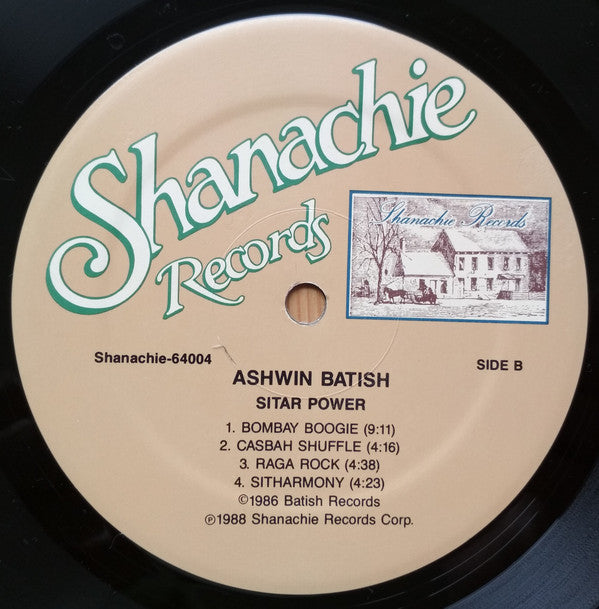 Shanachie
Records
Shanachie Records
Shanachie-64004
SIDE B
ASHWIN BATISH
SITAR POWER
1. BOMBAY BOOGIE (9:11)
2. CASBAH SHUFFLE (4:16)
3. RAGA ROCK (4:38)
4. SITHARMONY (4:23)
©1986 Batish Records
℗1988 Shanachie Records Corp.